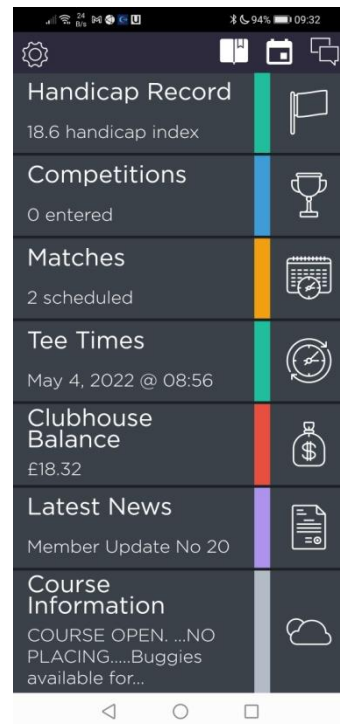 24
B/s
94%
09:32
Handicap Record
18.6 handicap index
Competitions
0 entered
Matches
2 scheduled
Tee Times
May 4, 2022 @ 08:56
Clubhouse
Balance
£18.32
$
Latest News
Member Update No 20
Course
Information
COURSE OPEN. ...NO
PLACING.....Buggies
available for...